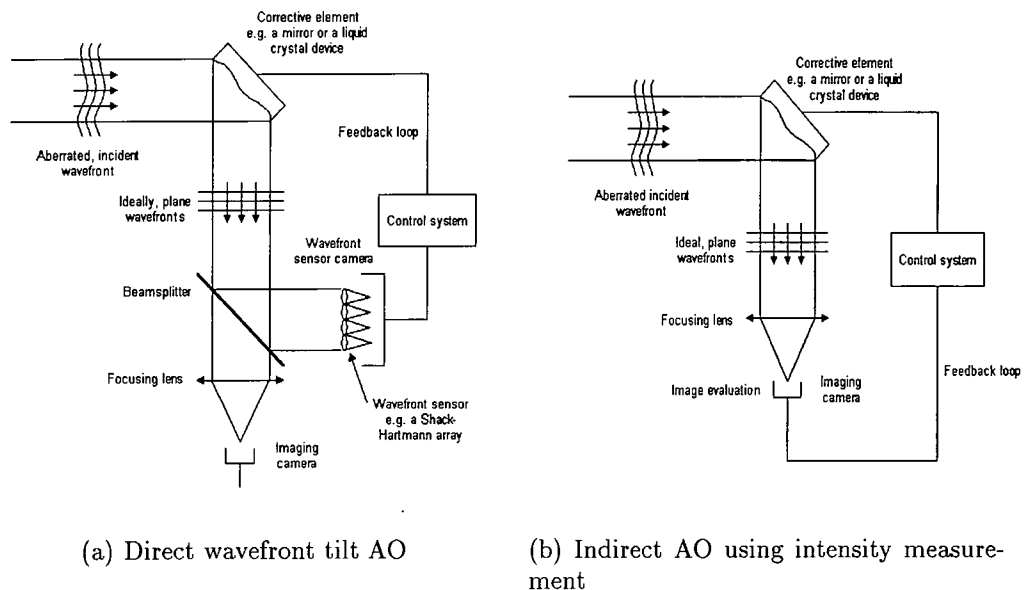 Corrective element
e.g. a mirror or a liquid
crystal device
Feedback loop
Aberrated, incident
wavefront
Ideally, plane
wavefronts
Control system
Wavefront
sensor camera
Beamsplitter
Focusing lens
Wavefront sensor
e.g. a Shack-
Hartmann array
Imaging
camera
(a) Direct wavefront tilt AO
Corrective element
e.g. a mirror or a liquid
crystal device
Aberrated incident
wavefront
Ideal, plane
wavefronts
Control system
Focusing lens
Feedback loop
Image evaluation
Imaging
camera
(b) Indirect AO using intensity measure-
ment